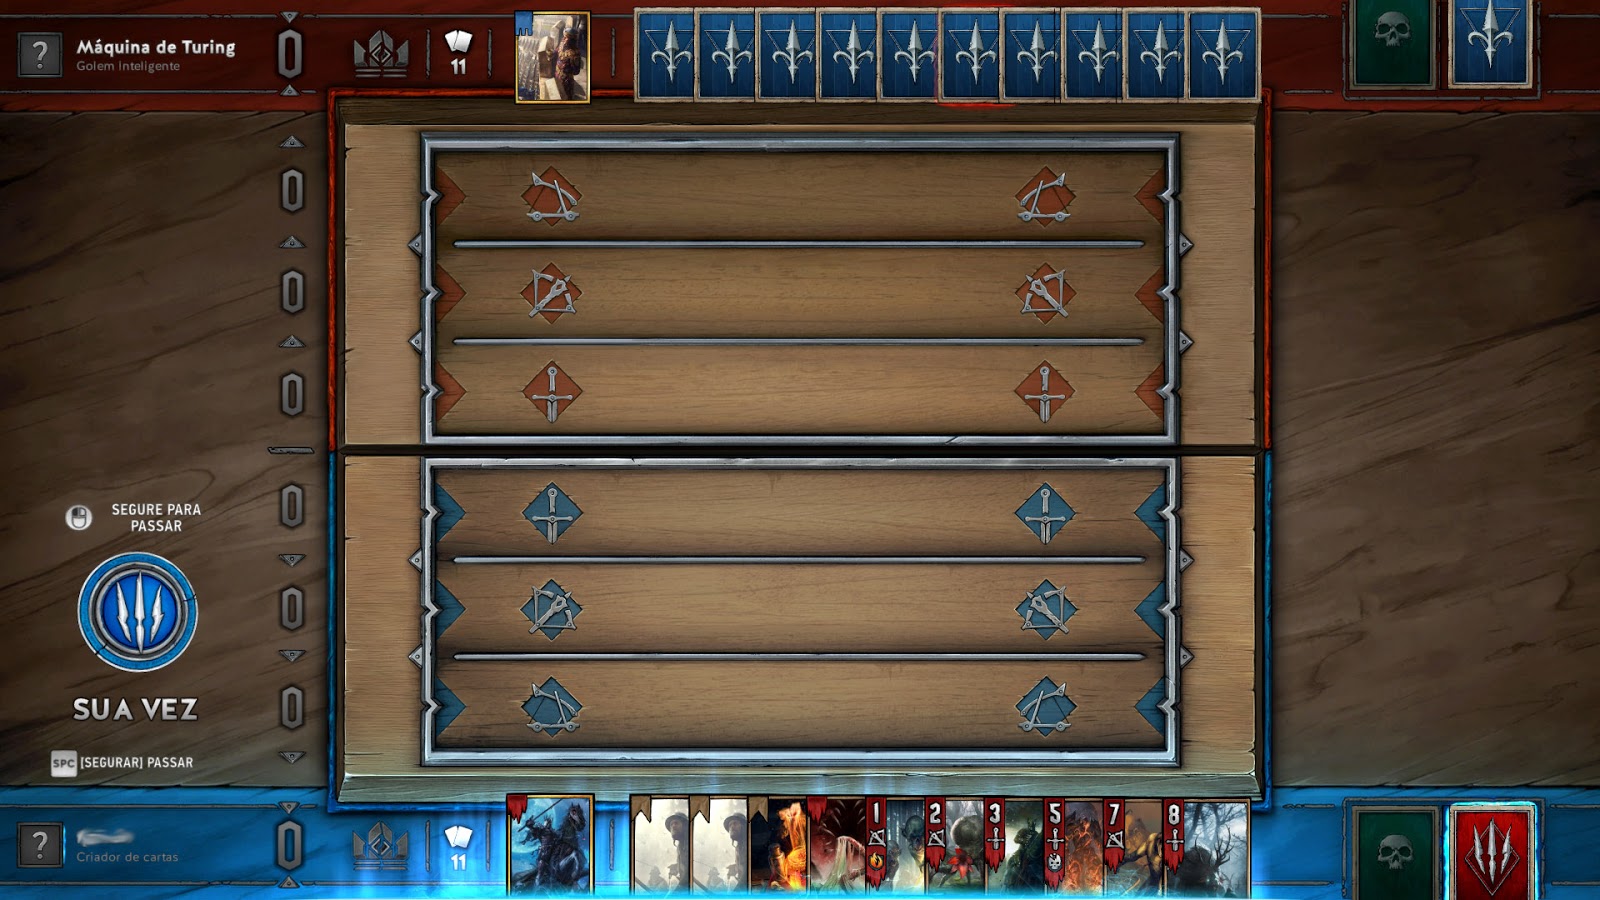 ?
Máquina de Turing
Golem Inteligente
0
11
0
0
0
SEGURE PARA
PASSAR
0
0
SUA VEZ
0
SPC [SEGURAR] PASSAR
?
Criador de cartas
0
11
1 2 3 5 7 8